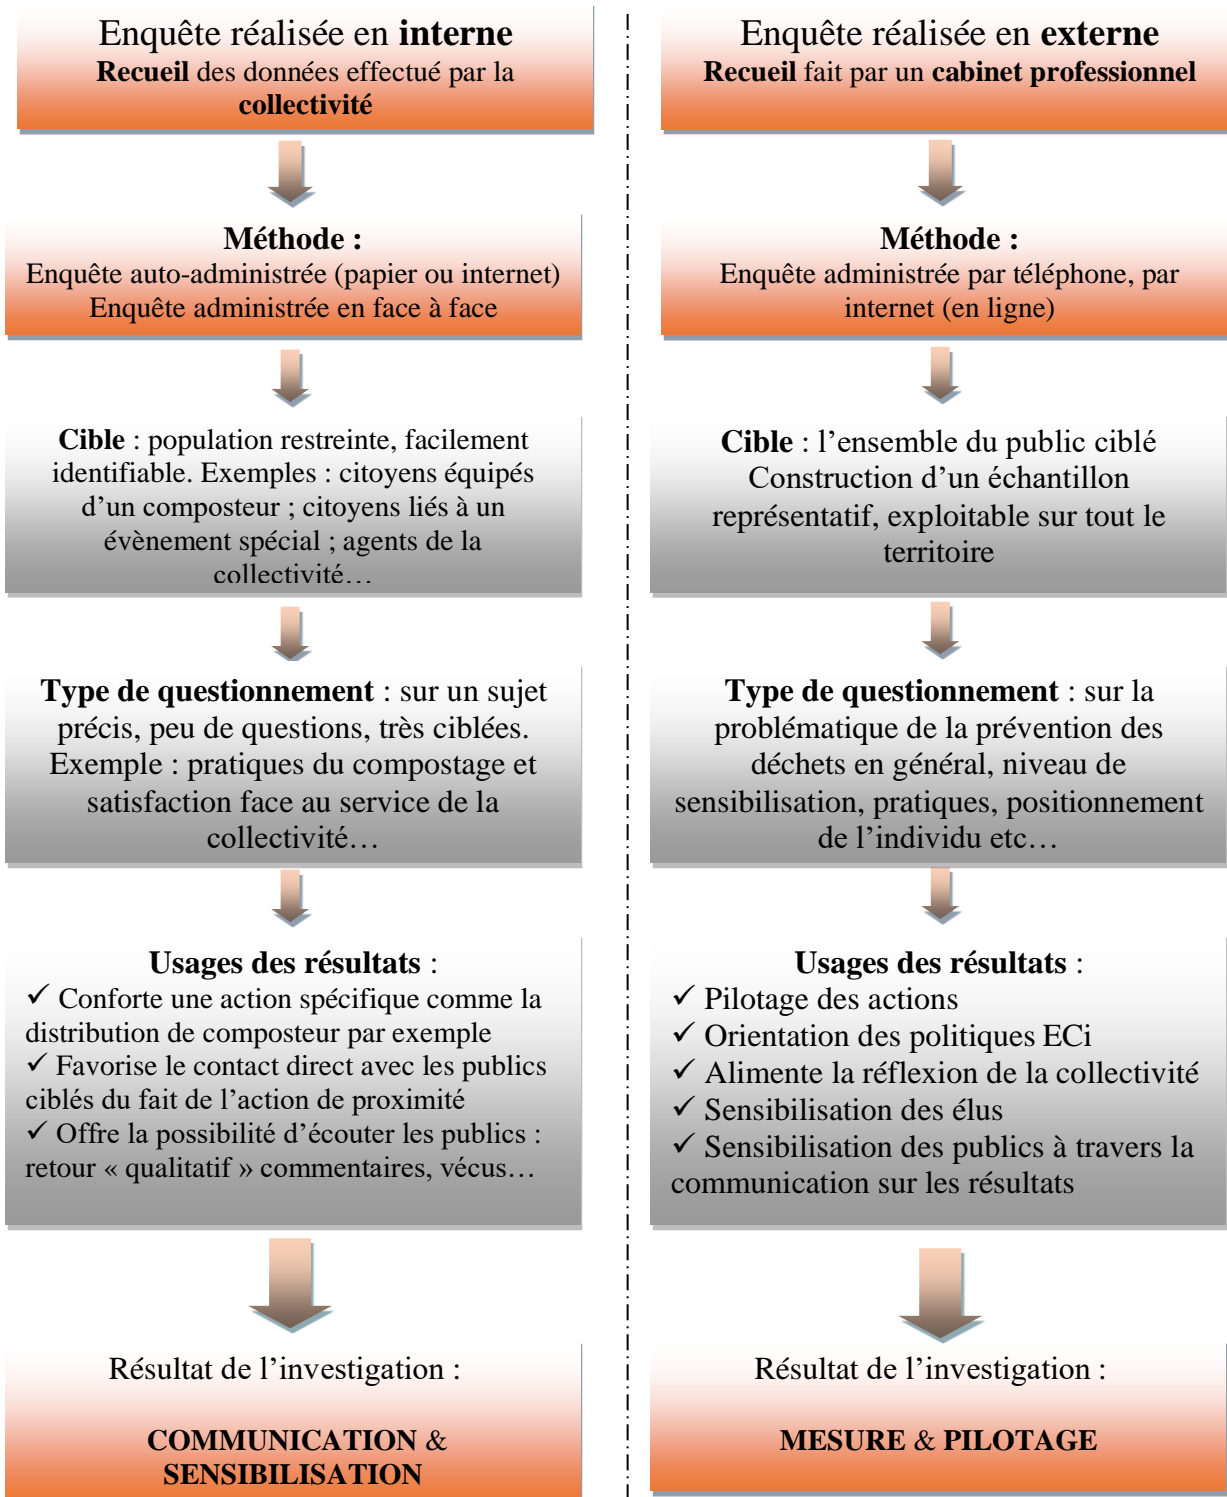 Enquête réalisée en interne
Recueil des données effectué par la
collectivité
Méthode :
Enquête auto-administrée (papier ou internet)
Enquête administrée en face à face
Cible : population restreinte, facilement
identifiable. Exemples : citoyens équipés
d’un composteur ; citoyens liés à un
évènement spécial ; agents de la
collectivité…
Type de questionnement : sur un sujet
précis, peu de questions, très ciblées.
Exemple : pratiques du compostage et
satisfaction face au service de la
collectivité…
Usages des résultats :
✓ Conforte une action spécifique comme la
distribution de composteur par exemple
✓ Favorise le contact direct avec les publics
ciblés du fait de l’action de proximité
✓ Offre la possibilité d’écouter les publics :
retour « qualitatif » commentaires, vécus…
Résultat de l’investigation :
COMMUNICATION &
SENSIBILISATION
Enquête réalisée en externe
Recueil fait par un cabinet professionnel
Méthode :
Enquête administrée par téléphone, par
internet (en ligne)
Cible : l’ensemble du public ciblé
Construction d’un échantillon
représentatif, exploitable sur tout le
territoire
Type de questionnement : sur la
problématique de la prévention des
déchets en général, niveau de
sensibilisation, pratiques, positionnement
de l’individu etc…
Usages des résultats :
✓ Pilotage des actions
✓ Orientation des politiques ECi
✓ Alimente la réflexion de la collectivité
✓ Sensibilisation des élus
✓ Sensibilisation des publics à travers la
communication sur les résultats
Résultat de l’investigation :
MESURE & PILOTAGE